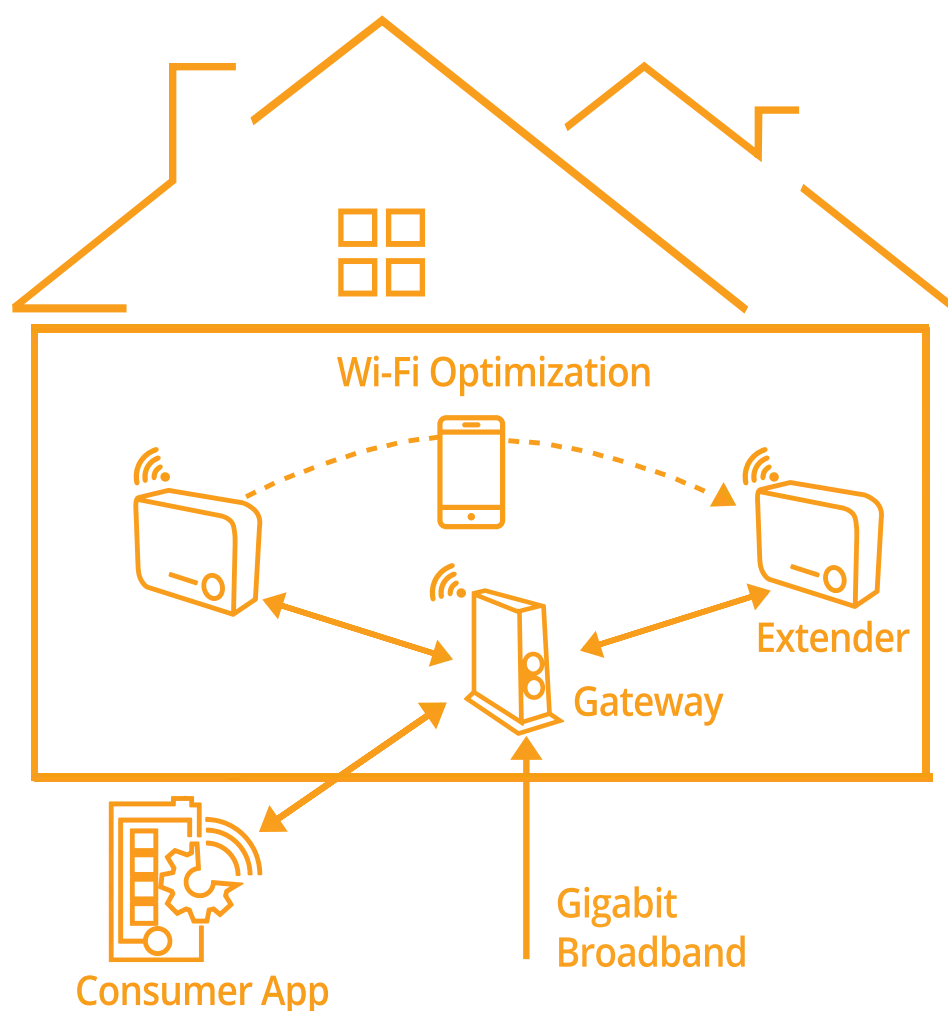 Wi-Fi Optimization
Extender
Gateway
Gigabit
Broadband
Consumer App